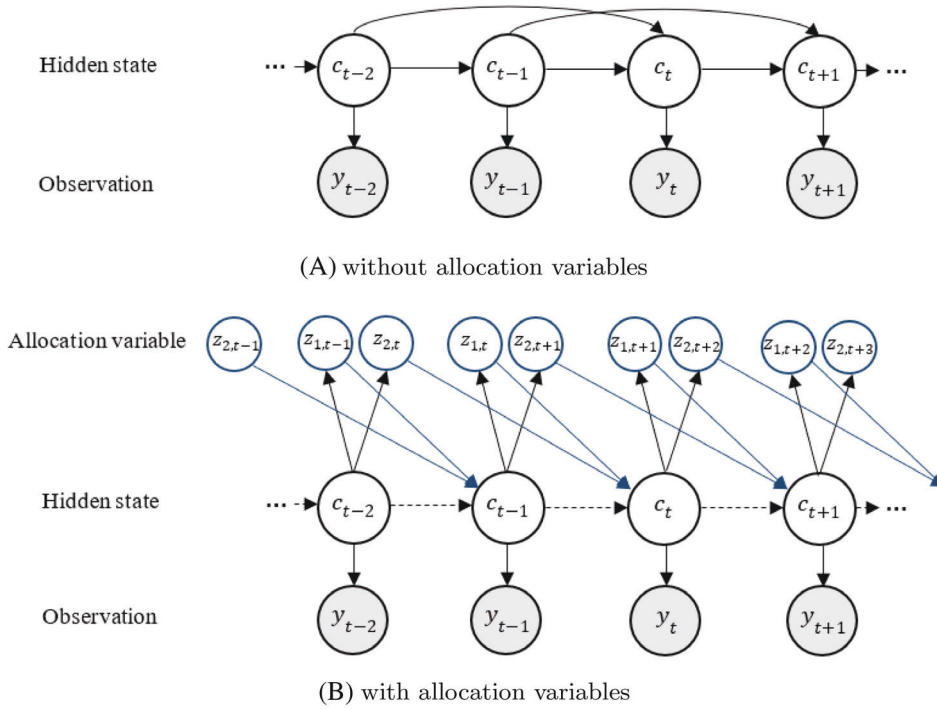 Hidden state ... c_{t−2} c_{t−1} c_t c_{t+1} ...
Observation y_{t−2} y_{t−1} y_t y_{t+1}
(A) without allocation variables
Allocation variable z_{2,t−1} z_{1,t−1} z_{2,t} z_{1,t} z_{2,t+1} z_{1,t+1} z_{2,t+2} z_{1,t+2} z_{2,t+3}
Hidden state ... c_{t−2} c_{t−1} c_t c_{t+1} ...
Observation y_{t−2} y_{t−1} y_t y_{t+1}
(B) with allocation variables